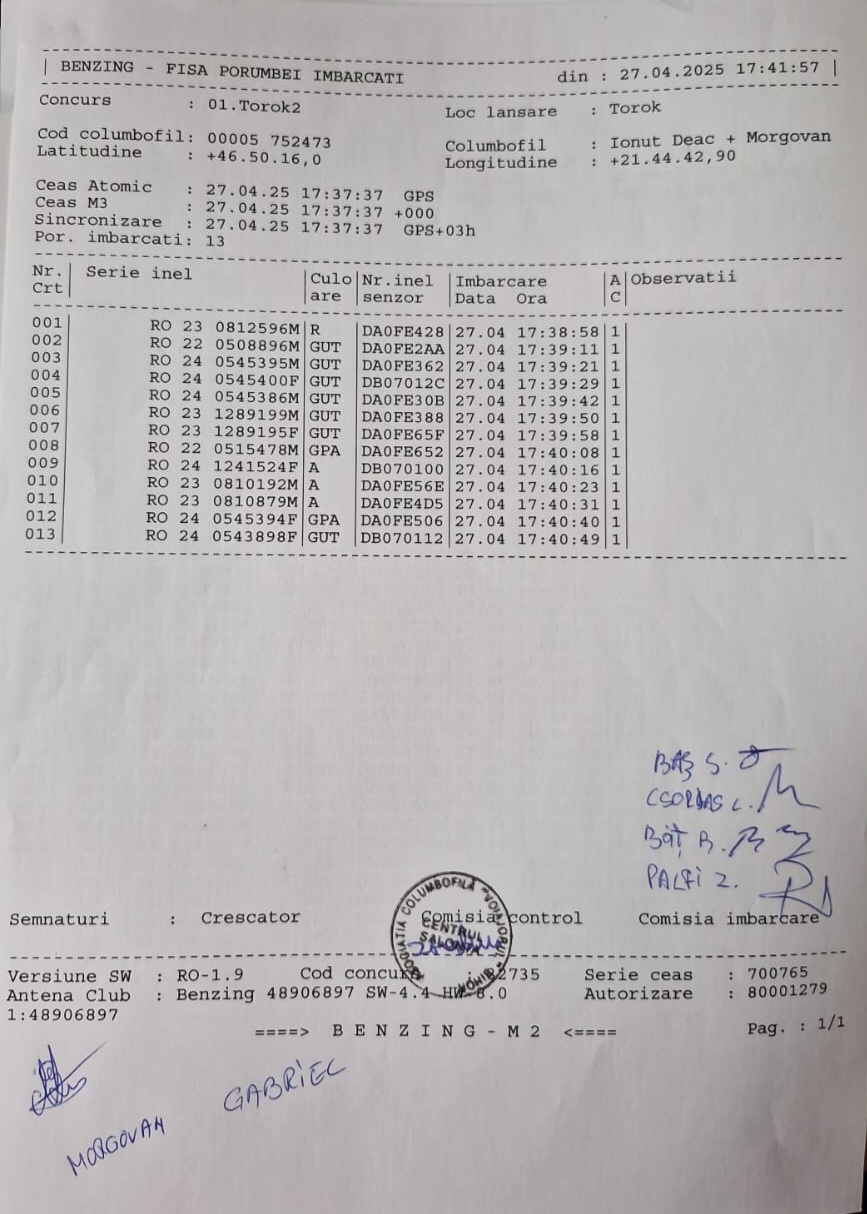 | BENZING - FISA PORUMBEI IMBARCATI din : 27.04.2025 17:41:57 |
Concurs : 01.Torok2 Loc lansare : Torok
Cod columbofil: 00005 752473 Columbofil : Ionut Deac + Morgovan
Latitudine : +46.50.16,0 Longitudine : +21.44.42,90
Ceas Atomic : 27.04.25 17:37:37 GPS
Ceas M3 : 27.04.25 17:37:37 +000
Sincronizare : 27.04.25 17:37:37 GPS+03h
Por. imbarcati: 13
Nr. | Serie inel | Culo | Nr.inel | Imbarcare | A | Observatii
Crt | | are | senzor | Data Ora | C |
001 | RO 23 0812596M | R | DA0FE428 | 27.04 17:38:58 | 1 |
002 | RO 22 0508896M | GUT | DA0FE2AA | 27.04 17:39:11 | 1 |
003 | RO 24 0545395M | GUT | DA0FE362 | 27.04 17:39:21 | 1 |
004 | RO 24 0545400F | GUT | DB07012C | 27.04 17:39:29 | 1 |
005 | RO 24 0545386M | GUT | DA0FE30B | 27.04 17:39:42 | 1 |
006 | RO 23 1289199M | GUT | DA0FE388 | 27.04 17:39:50 | 1 |
007 | RO 23 1289195F | GUT | DA0FE65F | 27.04 17:39:58 | 1 |
008 | RO 22 0515478M | GPA | DA0FE652 | 27.04 17:40:08 | 1 |
009 | RO 24 1241524F | A | DB070100 | 27.04 17:40:16 | 1 |
010 | RO 23 0810192M | A | DA0FE56E | 27.04 17:40:23 | 1 |
011 | RO 23 0810879M | A | DA0FE4D5 | 27.04 17:40:31 | 1 |
012 | RO 24 0545394F | GPA | DA0FE506 | 27.04 17:40:40 | 1 |
013 | RO 24 0543898F | GUT | DB070112 | 27.04 17:40:49 | 1 |
BAŞ S.
CSORDAS L.
BÖT B.
PALFI Z.
Semnaturi : Crescator Comisia control Comisia imbarcare
COLUMBOFILĂ "VOIAJORUL"
CENTRUL
SALONTA
BIHOR
Versiune SW : RO-1.9 Cod concurs 2735 Serie ceas : 700765
Antena Club : Benzing 48906897 SW-4.4 HW 8.0 Autorizare : 80001279
1:48906897
====> B E N Z I N G - M 2 <==== Pag. : 1/1
MORGOVAN GABRIEL